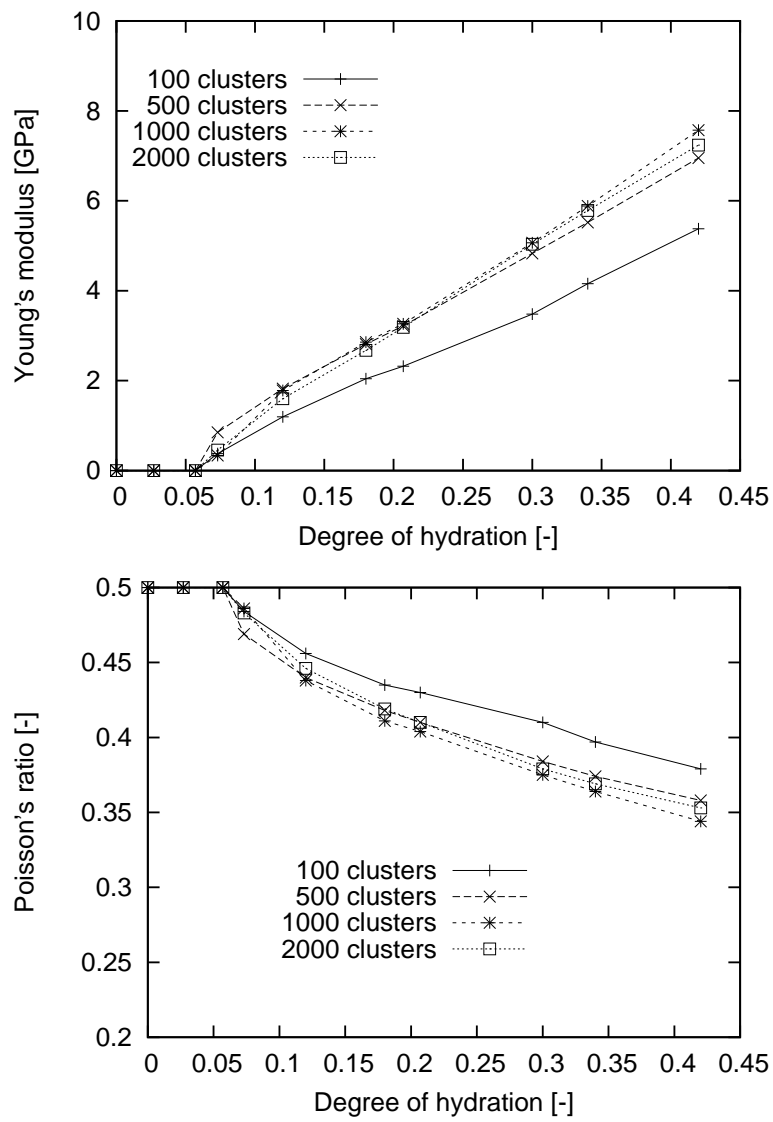 10
8
6
4
2
0
Young's modulus [GPa]
100 clusters
500 clusters
1000 clusters
2000 clusters
0 0.05 0.1 0.15 0.2 0.25 0.3 0.35 0.4 0.45
Degree of hydration [-]
0.5
0.45
0.4
0.35
0.3
0.25
0.2
Poisson's ratio [-]
100 clusters
500 clusters
1000 clusters
2000 clusters
0 0.05 0.1 0.15 0.2 0.25 0.3 0.35 0.4 0.45
Degree of hydration [-]